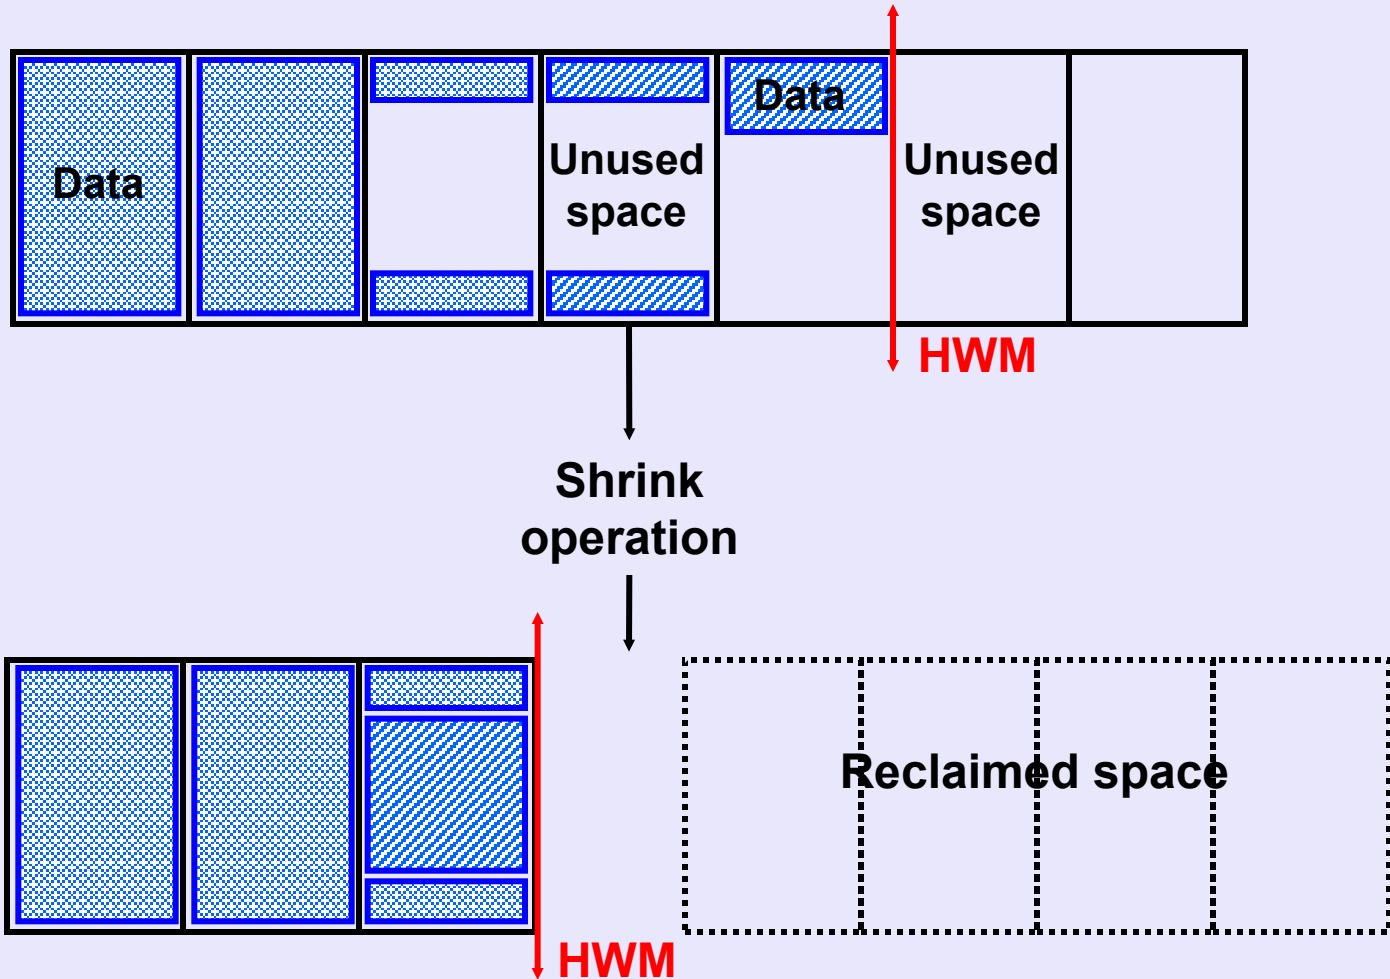 Data
Unused
space
Data
Unused
space
HWM
Shrink
operation
Reclaimed space
HWM